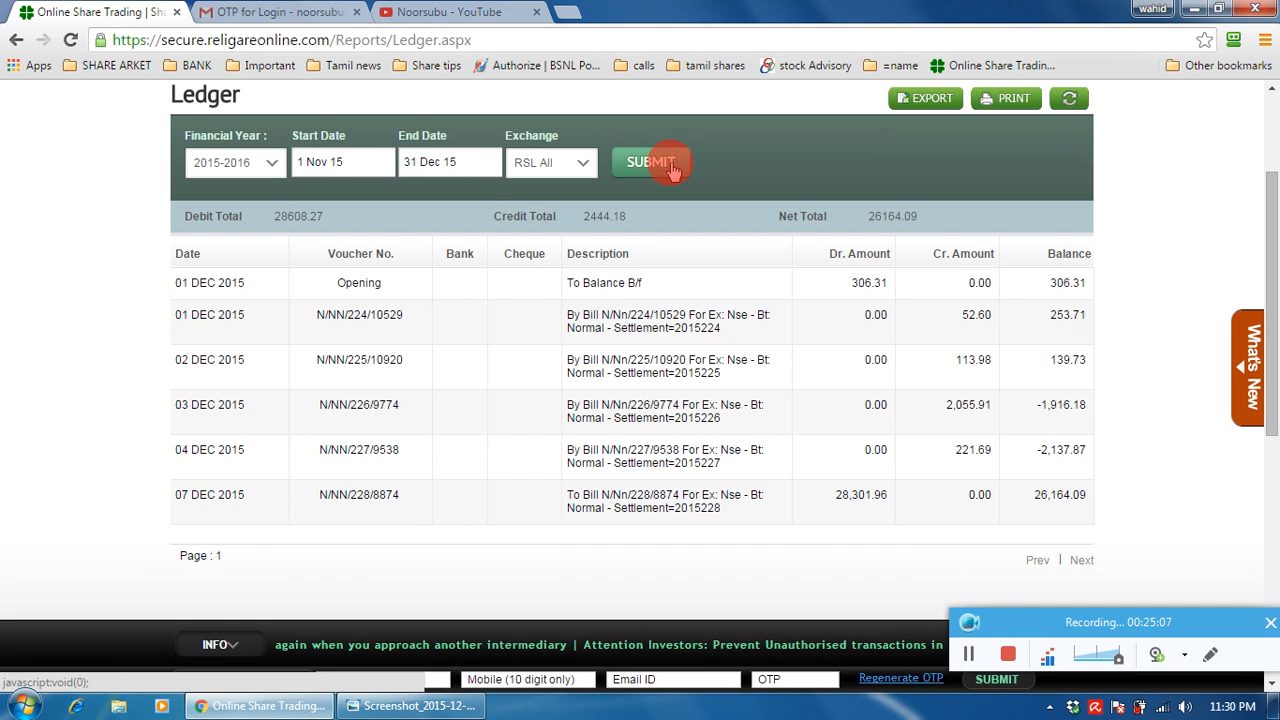 Online Share Trading | Sha
OTP for Login - noorsubu
Noorsubu - YouTube
wahid
https://secure.religareonline.com/Reports/Ledger.aspx
Apps SHARE ARKET BANK Important Tamil news Share tips Authorize | BSNL Po... calls tamil shares stock Advisory =name Online Share Tradin... Other bookmarks
Ledger
EXPORT PRINT
Financial Year : Start Date End Date Exchange
2015-2016 1 Nov 15 31 Dec 15 RSL All SUBMIT
Debit Total 28608.27 Credit Total 2444.18 Net Total 26164.09
Date Voucher No. Bank Cheque Description Dr. Amount Cr. Amount Balance
01 DEC 2015 Opening To Balance B/f 306.31 0.00 306.31
01 DEC 2015 N/NN/224/10529 By Bill N/Nn/224/10529 For Ex: Nse - Bt: 0.00 52.60 253.71
Normal - Settlement=2015224
02 DEC 2015 N/NN/225/10920 By Bill N/Nn/225/10920 For Ex: Nse - Bt: 0.00 113.98 139.73
Normal - Settlement=2015225
03 DEC 2015 N/NN/226/9774 By Bill N/Nn/226/9774 For Ex: Nse - Bt: 0.00 2,055.91 -1,916.18
Normal - Settlement=2015226
04 DEC 2015 N/NN/227/9538 By Bill N/Nn/227/9538 For Ex: Nse - Bt: 0.00 221.69 -2,137.87
Normal - Settlement=2015227
07 DEC 2015 N/NN/228/8874 To Bill N/Nn/228/8874 For Ex: Nse - Bt: 28,301.96 0.00 26,164.09
Normal - Settlement=2015228
Page : 1
Prev | Next
What's New
Recording... 00:25:07
INFO again when you approach another intermediary | Attention Investors: Prevent Unauthorised transactions in
javascript:void(0);
Mobile (10 digit only) Email ID OTP Regenerate OTP SUBMIT
Online Share Trading... Screenshot_2015-12-... 11:30 PM